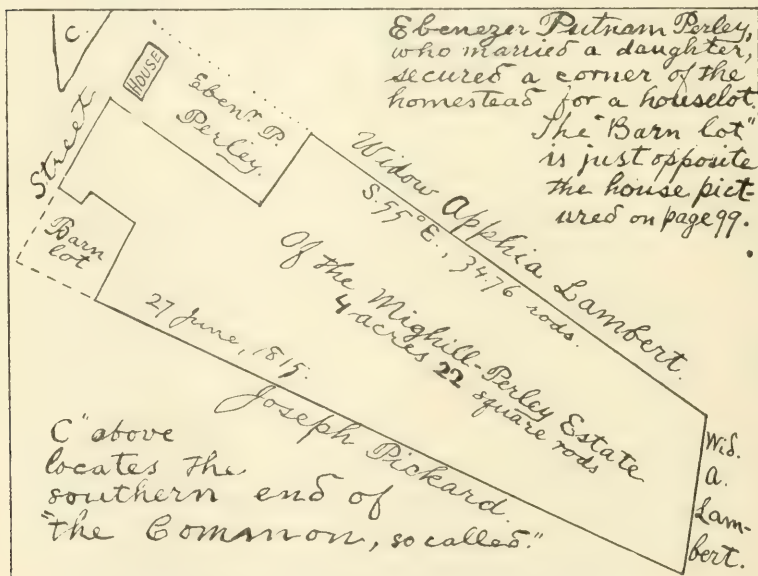 C.
HOUSE
Ebenezer Putnam Perley,
who married a daughter,
secured a corner of the
homestead for a houselot.
The "Barn lot"
is just opposite
the house pict-
ured on page 99.
Street
Ebenr. P.
Perley.
Barn
lot
Widow Apphia Lambert.
S. 55° E., 34.76 rods.
Of the Mighill-Perley Estate
4 acres 22 square rods
27 June, 1815.
Joseph Pickard.
Wid.
A.
Lam-
bert.
C" above
locates the
southern end of
"the Common, so called."